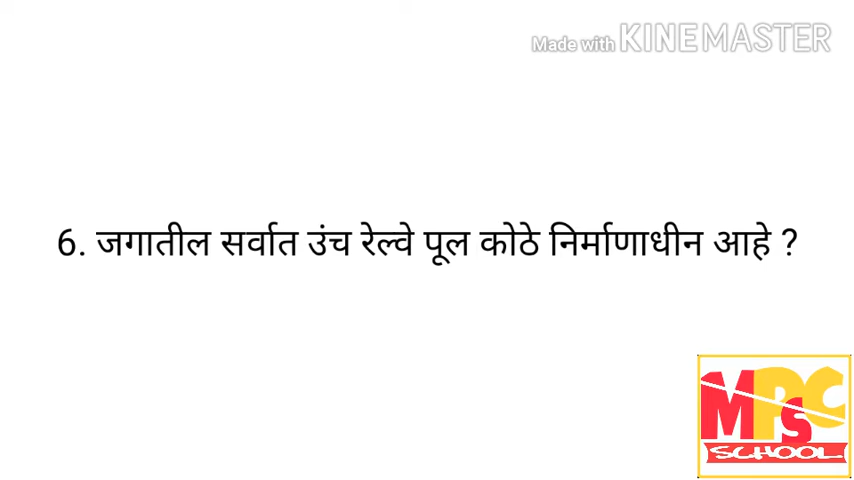 Made with KINEMASTER
6. जगातील सर्वात उंच रेल्वे पूल कोठे निर्माणाधीन आहे ?
MPSC
SCHOOL